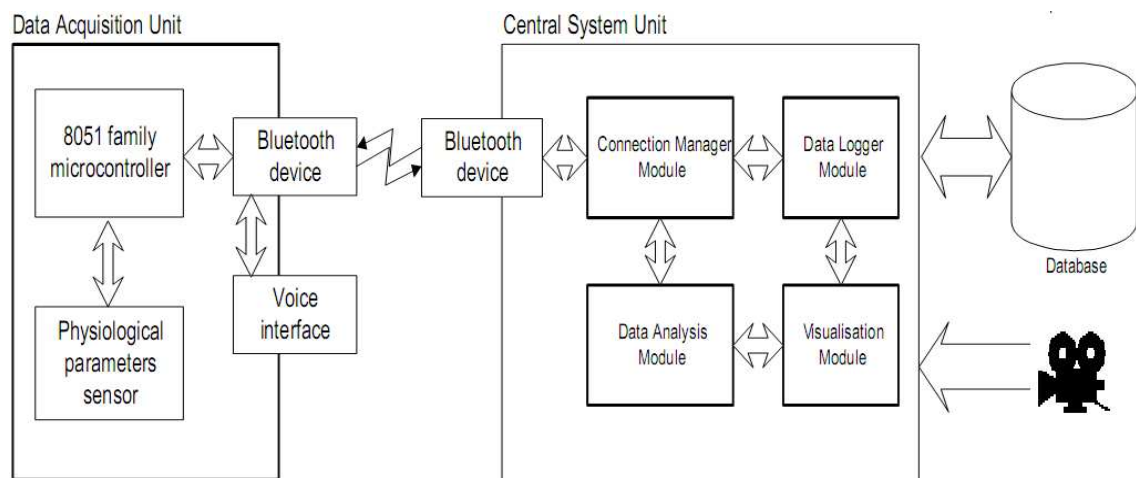 Data Acquisition Unit
8051 family
microcontroller
Physiological
parameters
sensor
Bluetooth
device
Voice
interface
Bluetooth
device
Central System Unit
Connection Manager
Module
Data Logger
Module
Data Analysis
Module
Visualisation
Module
Database